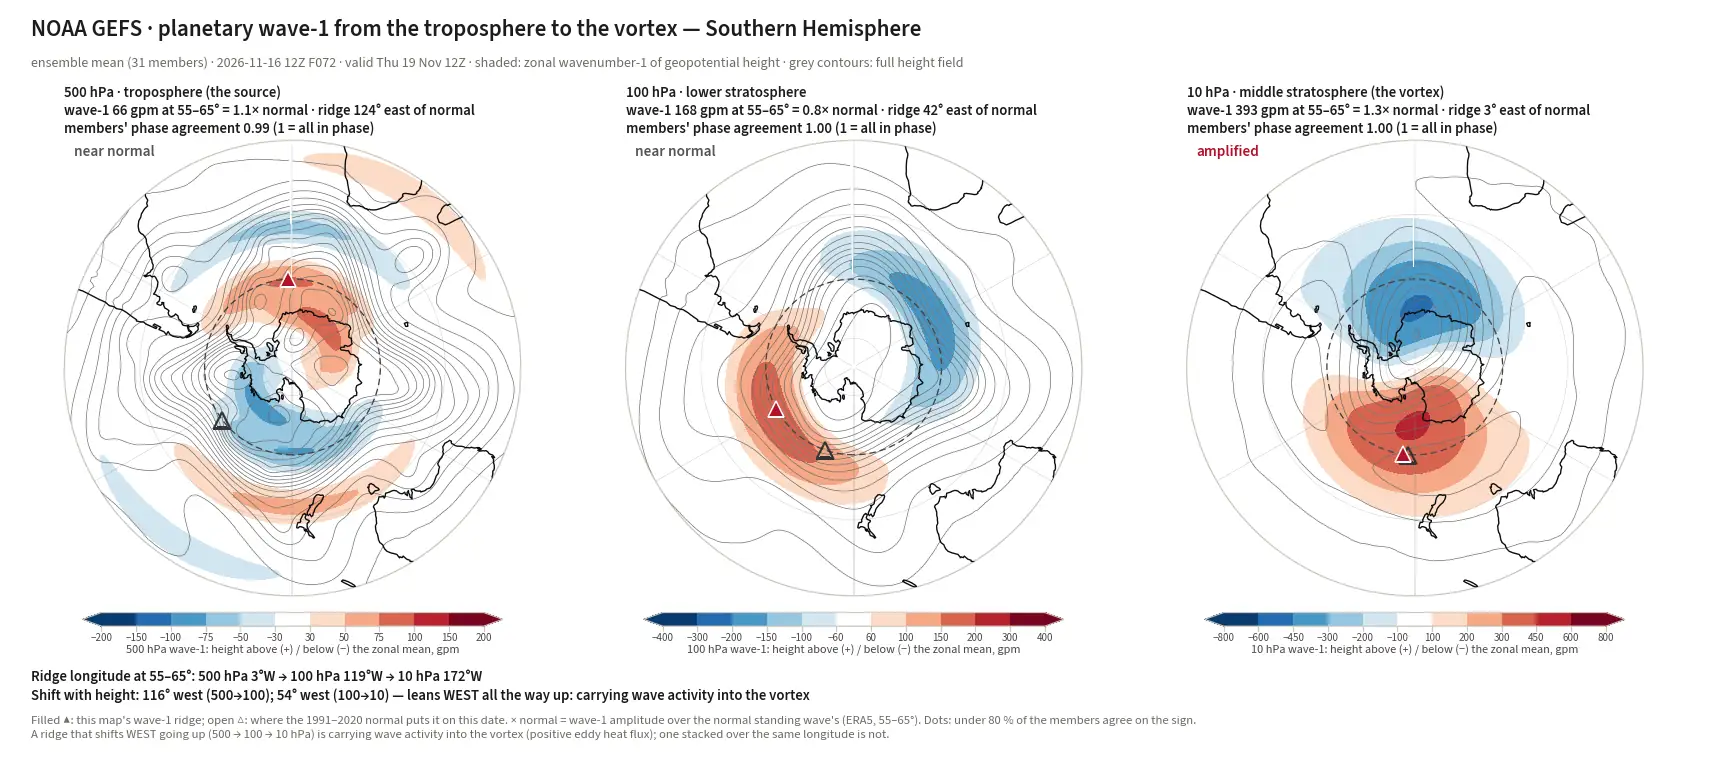 NOAA GEFS · planetary wave-1 from the troposphere to the vortex — Southern Hemisphere
ensemble mean (31 members) · 2026-11-16 12Z F072 · valid Thu 19 Nov 12Z · shaded: zonal wavenumber-1 of geopotential height · grey contours: full height field
500 hPa · troposphere (the source)
wave-1 66 gpm at 55–65° = 1.1× normal · ridge 124° east of normal
members' phase agreement 0.99 (1 = all in phase)
near normal
100 hPa · lower stratosphere
wave-1 168 gpm at 55–65° = 0.8× normal · ridge 42° east of normal
members' phase agreement 1.00 (1 = all in phase)
near normal
10 hPa · middle stratosphere (the vortex)
wave-1 393 gpm at 55–65° = 1.3× normal · ridge 3° east of normal
members' phase agreement 1.00 (1 = all in phase)
amplified
−200 −150 −100 −75 −50 −30 30 50 75 100 150 200
500 hPa wave-1: height above (+) / below (−) the zonal mean, gpm
−400 −300 −200 −150 −100 −60 60 100 150 200 300 400
100 hPa wave-1: height above (+) / below (−) the zonal mean, gpm
−800 −600 −450 −300 −200 −100 100 200 300 450 600 800
10 hPa wave-1: height above (+) / below (−) the zonal mean, gpm
Ridge longitude at 55–65°: 500 hPa 3°W → 100 hPa 119°W → 10 hPa 172°W
Shift with height: 116° west (500→100); 54° west (100→10) — leans WEST all the way up: carrying wave activity into the vortex
Filled ▲: this map's wave-1 ridge; open △: where the 1991–2020 normal puts it on this date. × normal = wave-1 amplitude over the normal standing wave's (ERA5, 55–65°). Dots: under 80 % of the members agree on the sign.
A ridge that shifts WEST going up (500 → 100 → 10 hPa) is carrying wave activity into the vortex (positive eddy heat flux); one stacked over the same longitude is not.